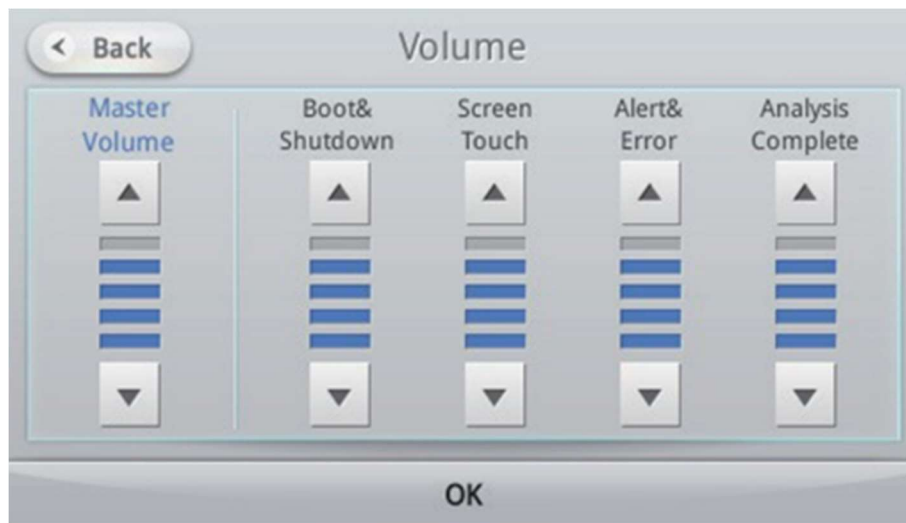 Back
Volume
Master
Volume
Boot&
Shutdown
Screen
Touch
Alert&
Error
Analysis
Complete
OK